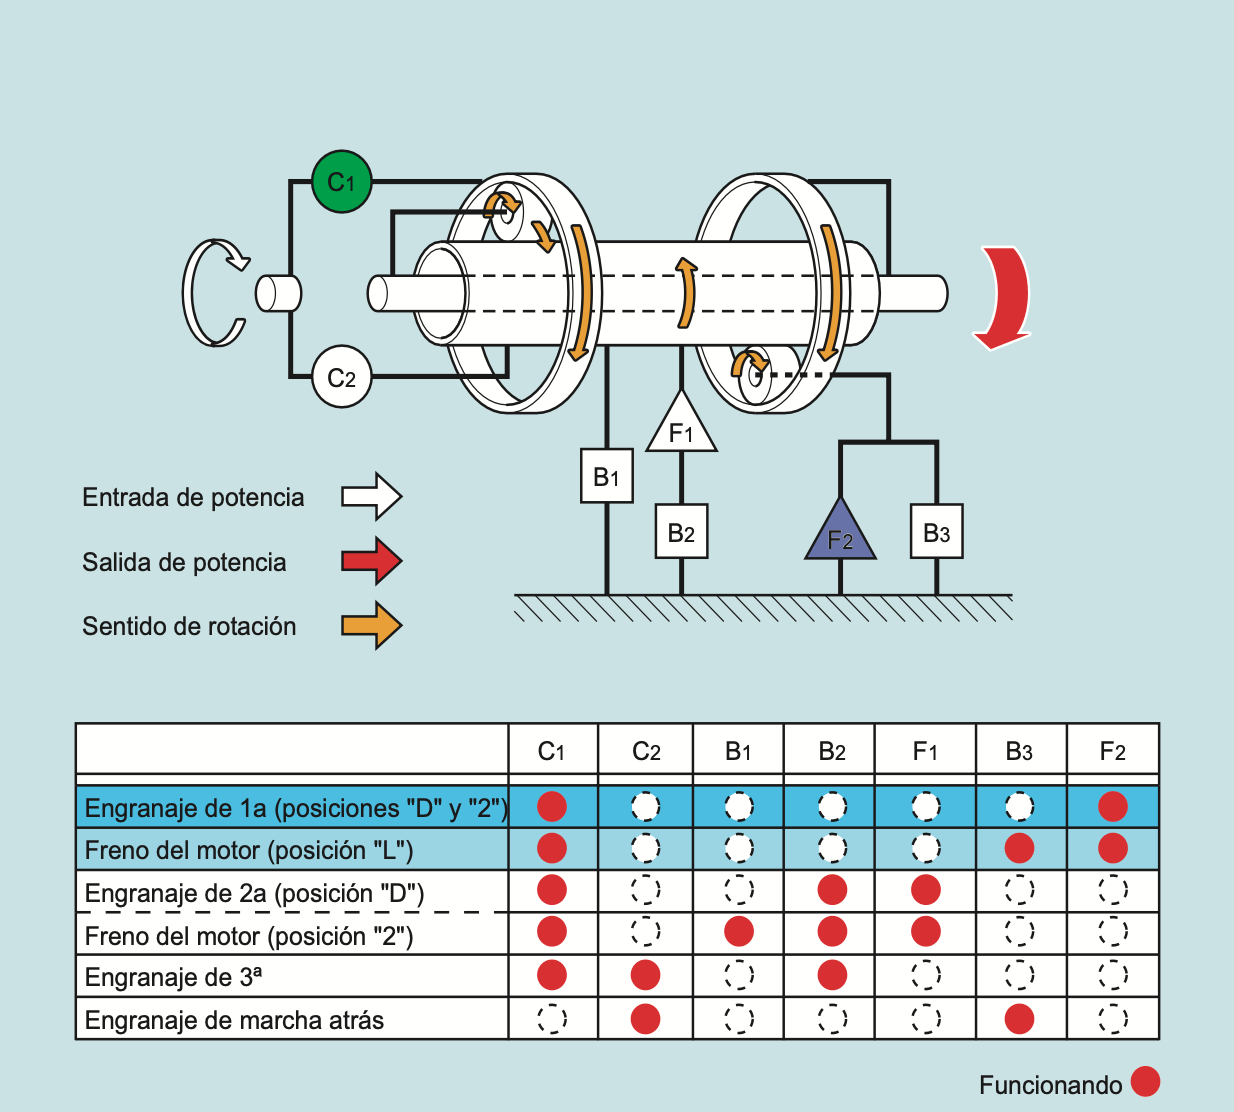 C1
C2
F1
B1
B2
F2
B3
Entrada de potencia
Salida de potencia
Sentido de rotación
C1 C2 B1 B2 F1 B3 F2
Engranaje de 1a (posiciones "D" y "2")
Freno del motor (posición "L")
Engranaje de 2a (posición "D")
Freno del motor (posición "2")
Engranaje de 3ª
Engranaje de marcha atrás
Funcionando